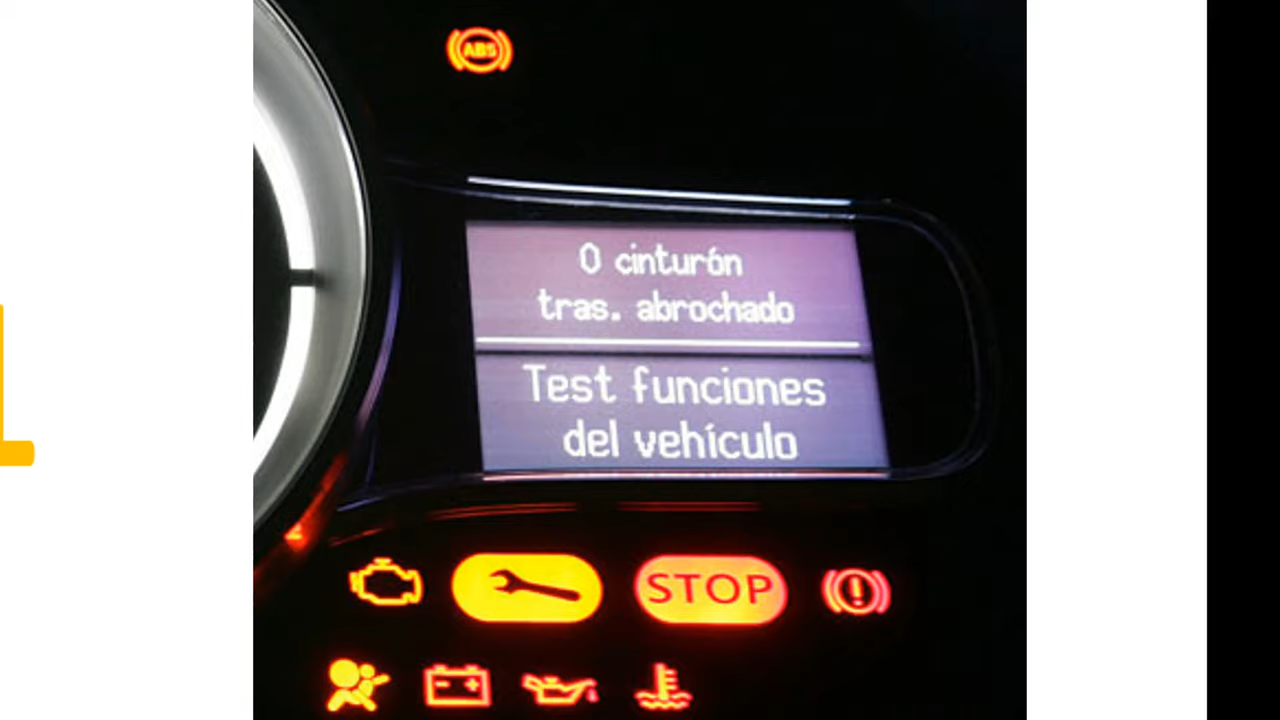 ABS
0 cinturón
tras. abrochado
Test funciones
del vehículo
STOP